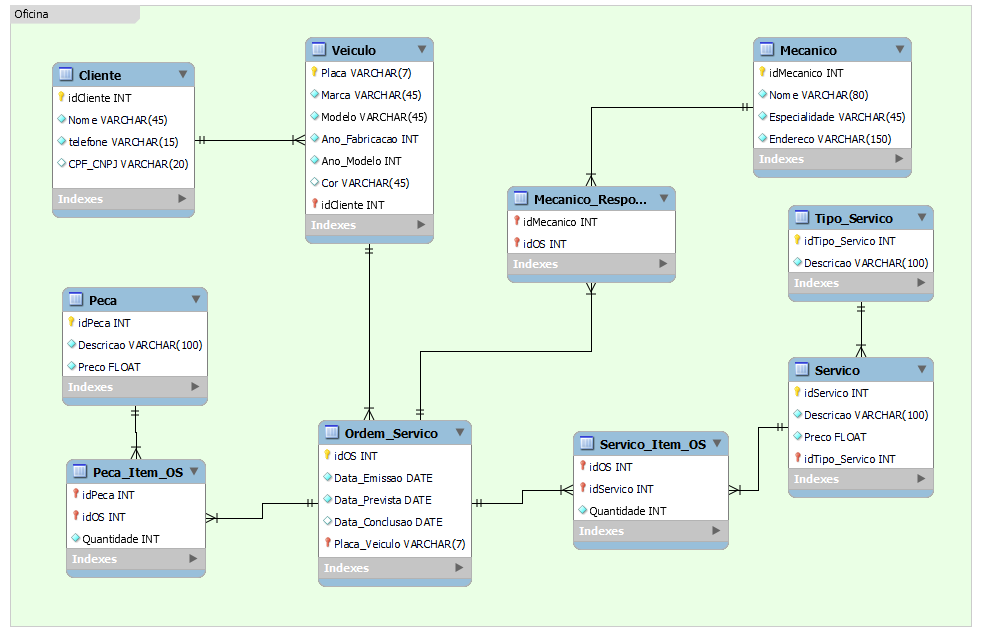 Oficina
Cliente
idCliente INT
Nome VARCHAR(45)
telefone VARCHAR(15)
CPF_CNPJ VARCHAR(20)
Indexes
Veiculo
Placa VARCHAR(7)
Marca VARCHAR(45)
Modelo VARCHAR(45)
Ano_Fabricacao INT
Ano_Modelo INT
Cor VARCHAR(45)
idCliente INT
Indexes
Mecanico
idMecanico INT
Nome VARCHAR(80)
Especialidade VARCHAR(45)
Endereco VARCHAR(150)
Indexes
Mecanico_Respo...
idMecanico INT
idOS INT
Indexes
Tipo_Servico
idTipo_Servico INT
Descricao VARCHAR(100)
Indexes
Peca
idPeca INT
Descricao VARCHAR(100)
Preco FLOAT
Indexes
Servico
idServico INT
Descricao VARCHAR(100)
Preco FLOAT
idTipo_Servico INT
Indexes
Peca_Item_OS
idPeca INT
idOS INT
Quantidade INT
Indexes
Ordem_Servico
idOS INT
Data_Emissao DATE
Data_Prevista DATE
Data_Conclusao DATE
Placa_Veiculo VARCHAR(7)
Indexes
Servico_Item_OS
idOS INT
idServico INT
Quantidade INT
Indexes